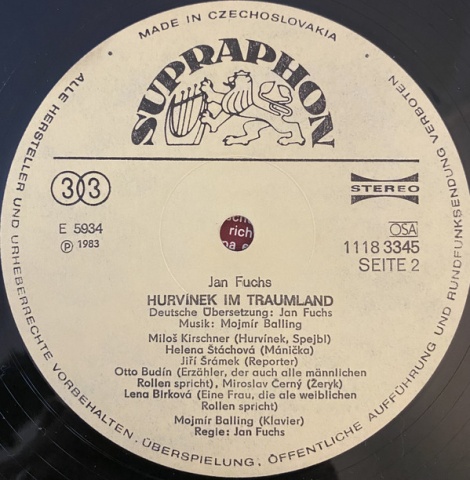 MADE IN CZECHOSLOVAKIA
SUPRAPHON
33
STEREO
E 5934
OSA
℗ 1983
1118 3345
SEITE 2
Jan Fuchs
HURVÍNEK IM TRAUMLAND
Deutsche Übersetzung: Jan Fuchs
Musik: Mojmír Balling
Miloš Kirschner (Hurvínek, Spejbl)
Helena Štáchová (Mánička)
Jiří Šrámek (Reporter)
Otto Budín (Erzähler, der auch alle männlichen
Rollen spricht), Miroslav Černý (Žeryk)
Lena Birková (Eine Frau, die ale weiblichen
Rollen spricht)
Mojmír Balling (Klavier)
Regie: Jan Fuchs
ALLE HERSTELLER UND URHEBERRECHTE VORBEHALTEN. ÜBERSPIELUNG, ÖFFENTLICHE AUFFÜHRUNG UND RUNDFUNKSENDUNG VERBOTEN
rich